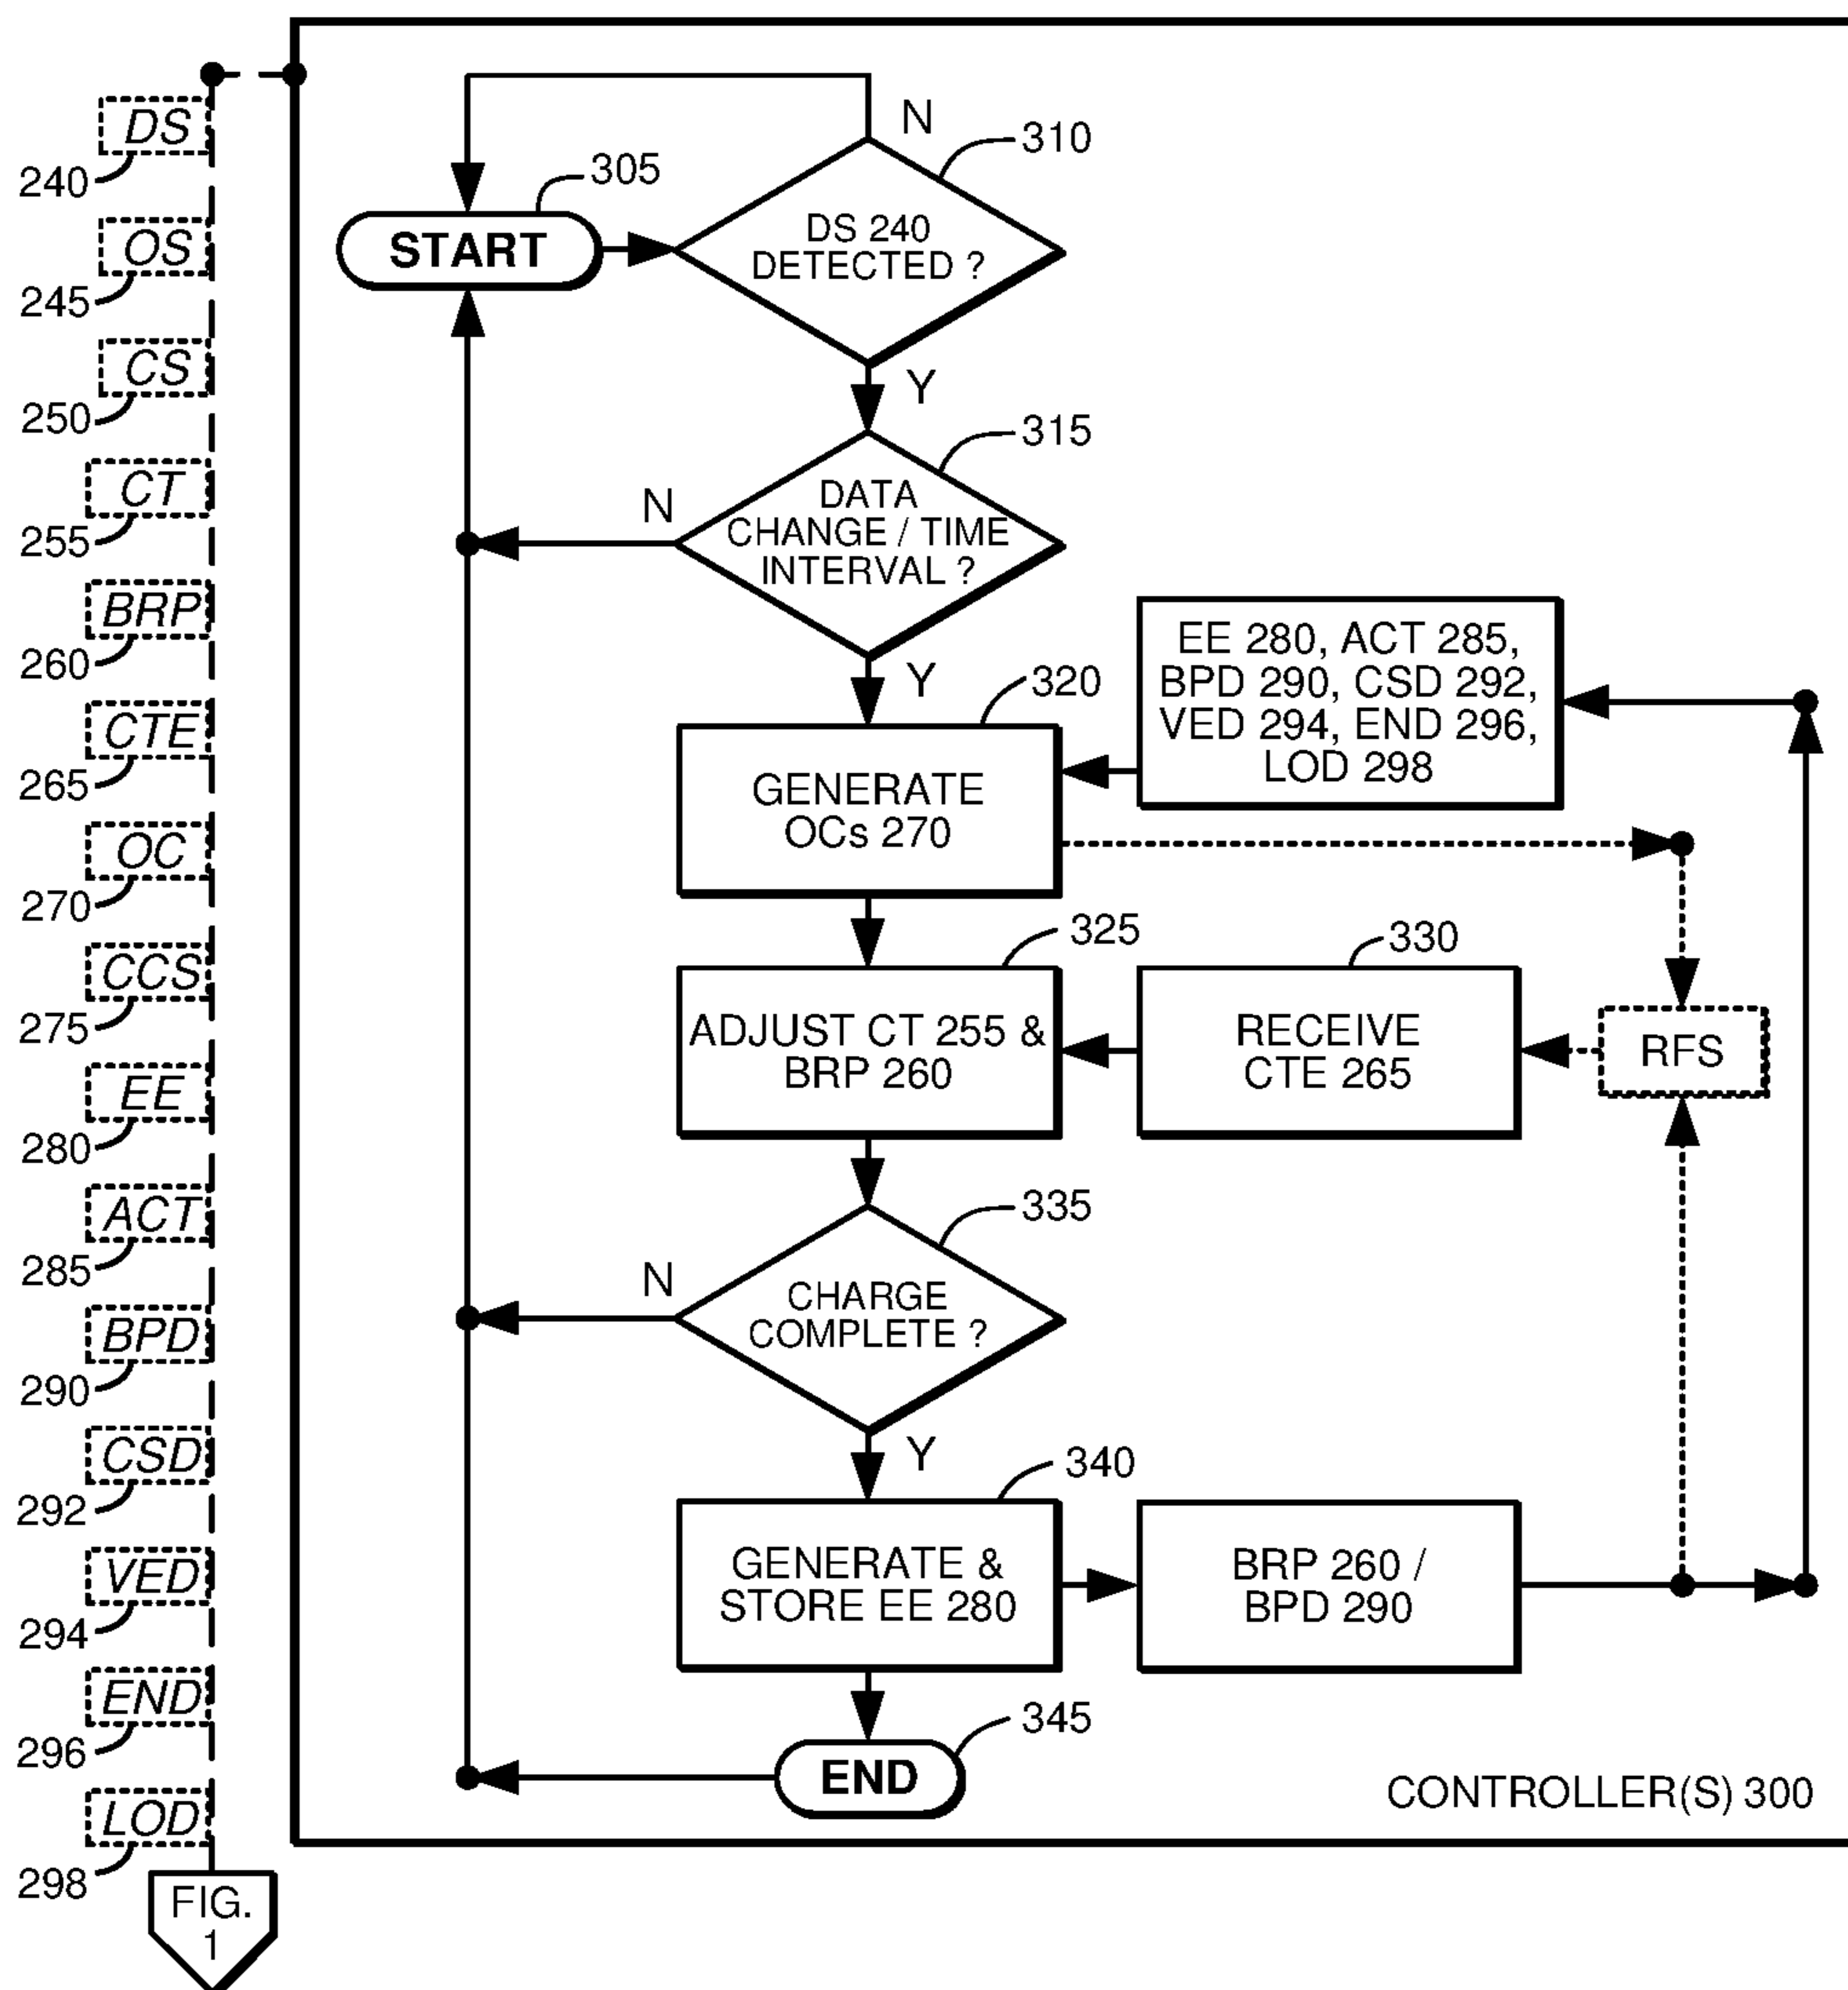 DS
240
OS
245
CS
250
CT
255
BRP
260
CTE
265
OC
270
CCS
275
EE
280
ACT
285
BPD
290
CSD
292
VED
294
END
296
LOD
298
FIG.
1
N
310
305
START
DS 240
DETECTED ?
Y
315
N
DATA
CHANGE / TIME
INTERVAL ?
Y
320
EE 280, ACT 285,
BPD 290, CSD 292,
VED 294, END 296,
LOD 298
GENERATE
OCs 270
325
330
ADJUST CT 255 &
BRP 260
RECEIVE
CTE 265
RFS
335
N
CHARGE
COMPLETE ?
Y
340
GENERATE &
STORE EE 280
BRP 260 /
BPD 290
345
END
CONTROLLER(S) 300